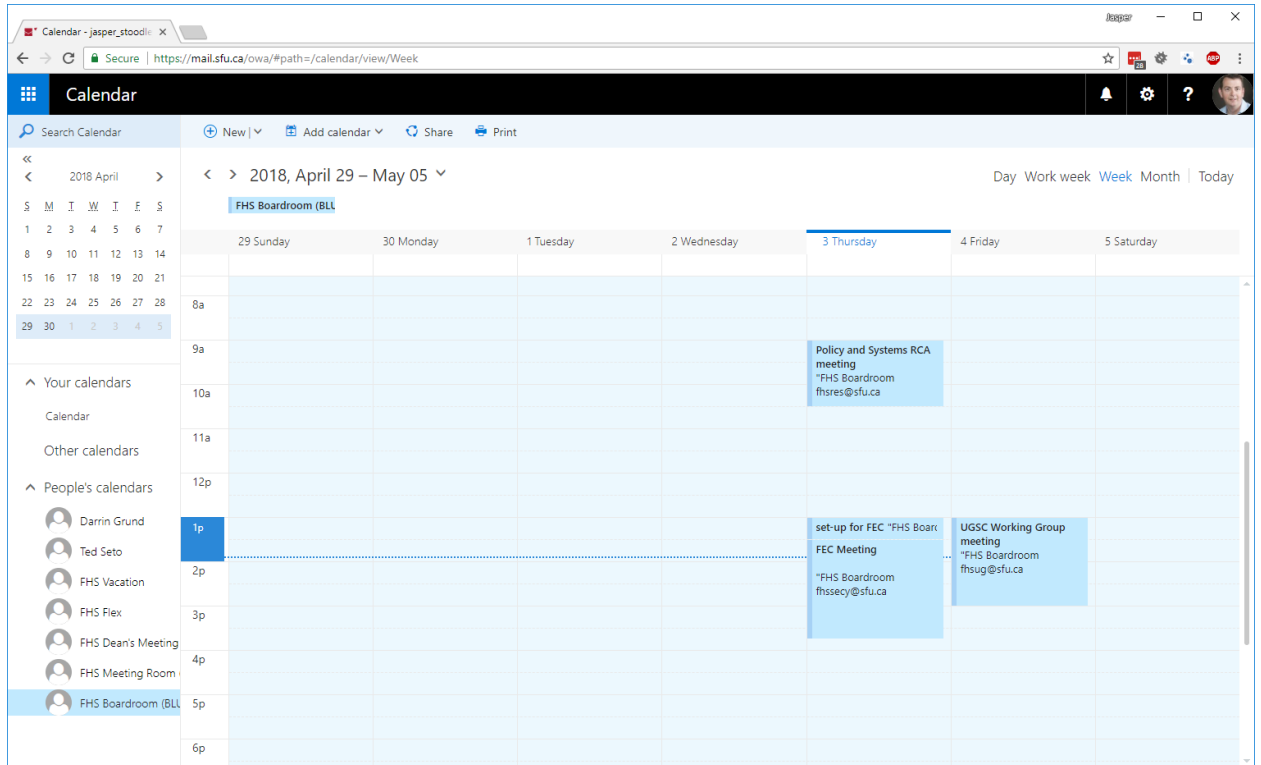 Jasper
Calendar - jasper_stoodle
Secure https://mail.sfu.ca/owa/#path=/calendar/view/Week
28
ABP
Calendar
?
Search Calendar
New
Add calendar
Share
Print
2018 April
S M T W T F S
1 2 3 4 5 6 7
8 9 10 11 12 13 14
15 16 17 18 19 20 21
22 23 24 25 26 27 28
29 30 1 2 3 4 5
Your calendars
Calendar
Other calendars
People's calendars
Darrin Grund
Ted Seto
FHS Vacation
FHS Flex
FHS Dean's Meeting
FHS Meeting Room
FHS Boardroom (BLU
2018, April 29 – May 05
Day Work week Week Month Today
FHS Boardroom (BLU
29 Sunday 30 Monday 1 Tuesday 2 Wednesday 3 Thursday 4 Friday 5 Saturday
8a
9a
Policy and Systems RCA
meeting
"FHS Boardroom
fhsres@sfu.ca
10a
11a
12p
1p
set-up for FEC "FHS Board
FEC Meeting
"FHS Boardroom
fhssecy@sfu.ca
UGSC Working Group
meeting
"FHS Boardroom
fhsug@sfu.ca
2p
3p
4p
5p
6p